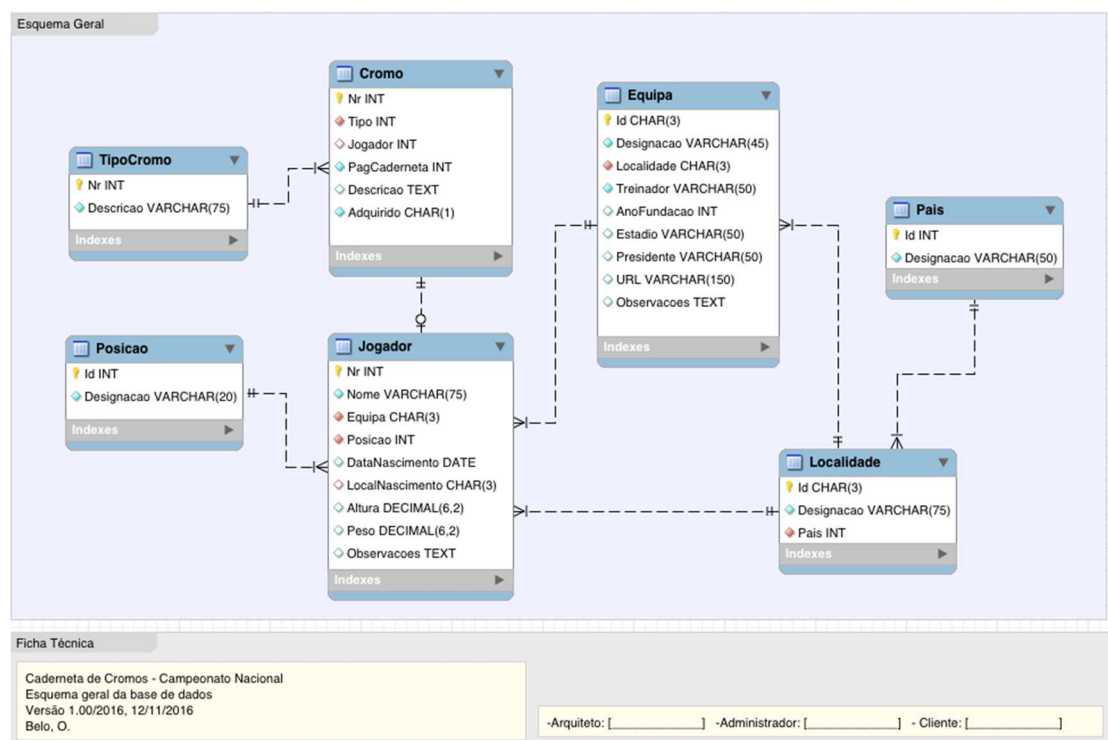 Esquema Geral
Cromo
Nr INT
Tipo INT
Jogador INT
PagCaderneta INT
Descricao TEXT
Adquirido CHAR(1)
Indexes
Equipa
Id CHAR(3)
Designacao VARCHAR(45)
Localidade CHAR(3)
Treinador VARCHAR(50)
AnoFundacao INT
Estadio VARCHAR(50)
Presidente VARCHAR(50)
URL VARCHAR(150)
Observacoes TEXT
Indexes
TipoCromo
Nr INT
Descricao VARCHAR(75)
Indexes
Pais
Id INT
Designacao VARCHAR(50)
Indexes
Posicao
Id INT
Designacao VARCHAR(20)
Indexes
Jogador
Nr INT
Nome VARCHAR(75)
Equipa CHAR(3)
Posicao INT
DataNascimento DATE
LocalNascimento CHAR(3)
Altura DECIMAL(6,2)
Peso DECIMAL(6,2)
Observacoes TEXT
Indexes
Localidade
Id CHAR(3)
Designacao VARCHAR(75)
Pais INT
Indexes
Ficha Técnica
Caderneta de Cromos - Campeonato Nacional
Esquema geral da base de dados
Versão 1.00/2016, 12/11/2016
Belo, O.
-Arquiteto: [____________] -Administrador: [____________] - Cliente: [____________]